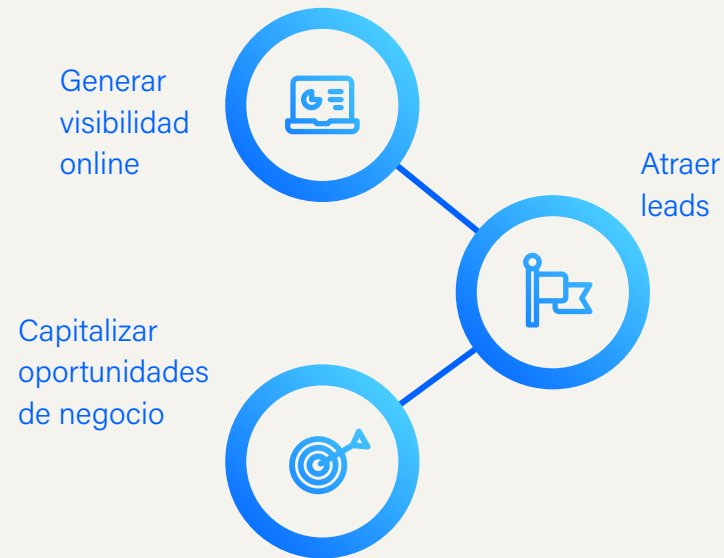 Generar
visibilidad
online
Atraer
leads
Capitalizar
oportunidades
de negocio